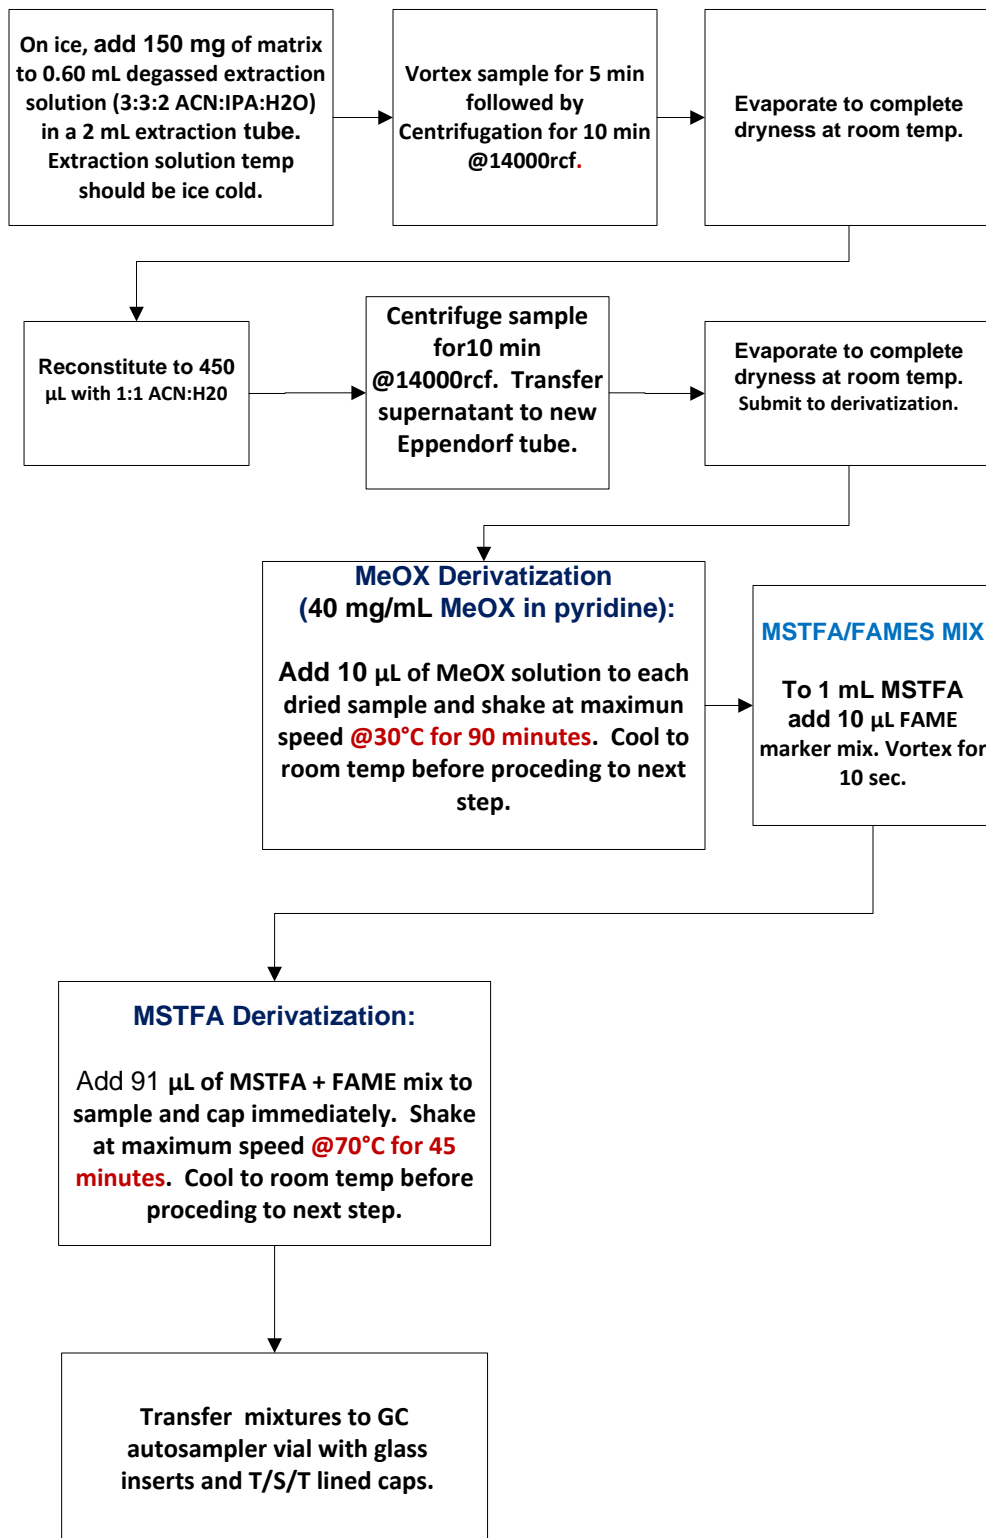 On ice, add 150 mg of matrix
to 0.60 mL degassed extraction
solution (3:3:2 ACN:IPA:H2O)
in a 2 mL extraction tube.
Extraction solution temp
should be ice cold.
Vortex sample for 5 min
followed by
Centrifugation for 10 min
@14000rcf.
Evaporate to complete
dryness at room temp.
Reconstitute to 450
µL with 1:1 ACN:H20
Centrifuge sample
for10 min
@14000rcf. Transfer
supernatant to new
Eppendorf tube.
Evaporate to complete
dryness at room temp.
Submit to derivatization.
MeOX Derivatization
(40 mg/mL MeOX in pyridine):
Add 10 µL of MeOX solution to each
dried sample and shake at maximun
speed @30°C for 90 minutes. Cool to
room temp before proceding to next
step.
MSTFA/FAMES MIX
To 1 mL MSTFA
add 10 µL FAME
marker mix. Vortex for
10 sec.
MSTFA Derivatization:
Add 91 µL of MSTFA + FAME mix to
sample and cap immediately. Shake
at maximum speed @70°C for 45
minutes. Cool to room temp before
proceding to next step.
Transfer mixtures to GC
autosampler vial with glass
inserts and T/S/T lined caps.